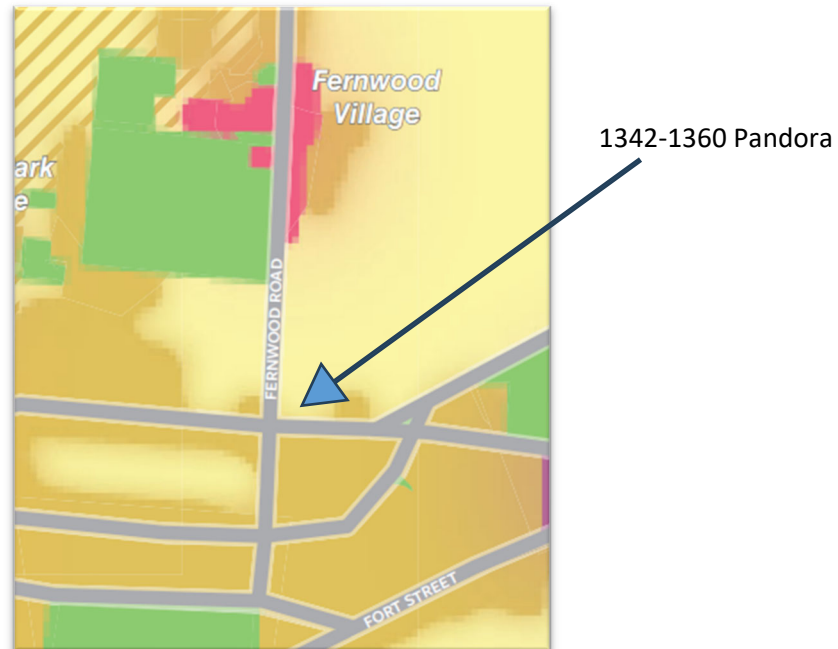 Fernwood
Village
1342-1360 Pandora
ark
e
FERNWOOD ROAD
FORT STREET